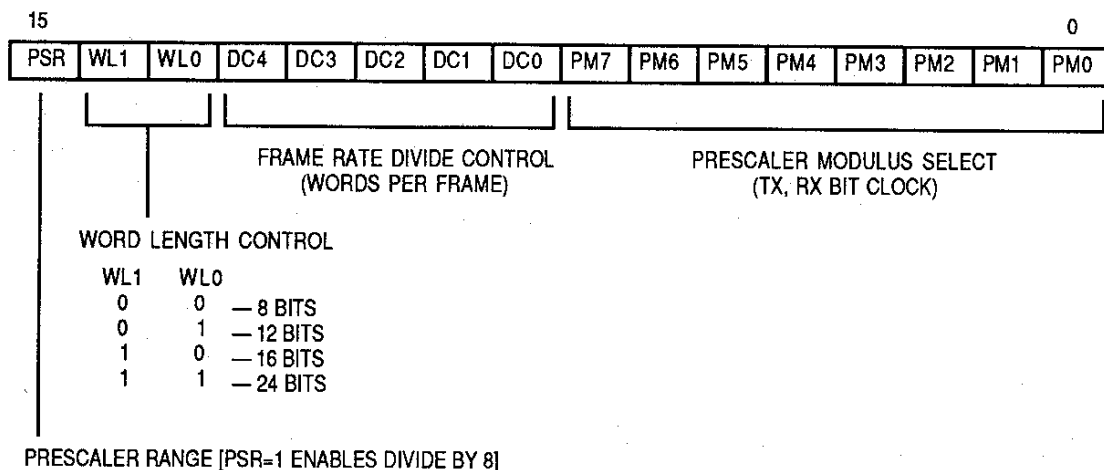 15 0
PSR WL1 WL0 DC4 DC3 DC2 DC1 DC0 PM7 PM6 PM5 PM4 PM3 PM2 PM1 PM0
FRAME RATE DIVIDE CONTROL
(WORDS PER FRAME)
PRESCALER MODULUS SELECT
(TX, RX BIT CLOCK)
WORD LENGTH CONTROL
WL1 WL0
0 0 — 8 BITS
0 1 — 12 BITS
1 0 — 16 BITS
1 1 — 24 BITS
PRESCALER RANGE [PSR=1 ENABLES DIVIDE BY 8]